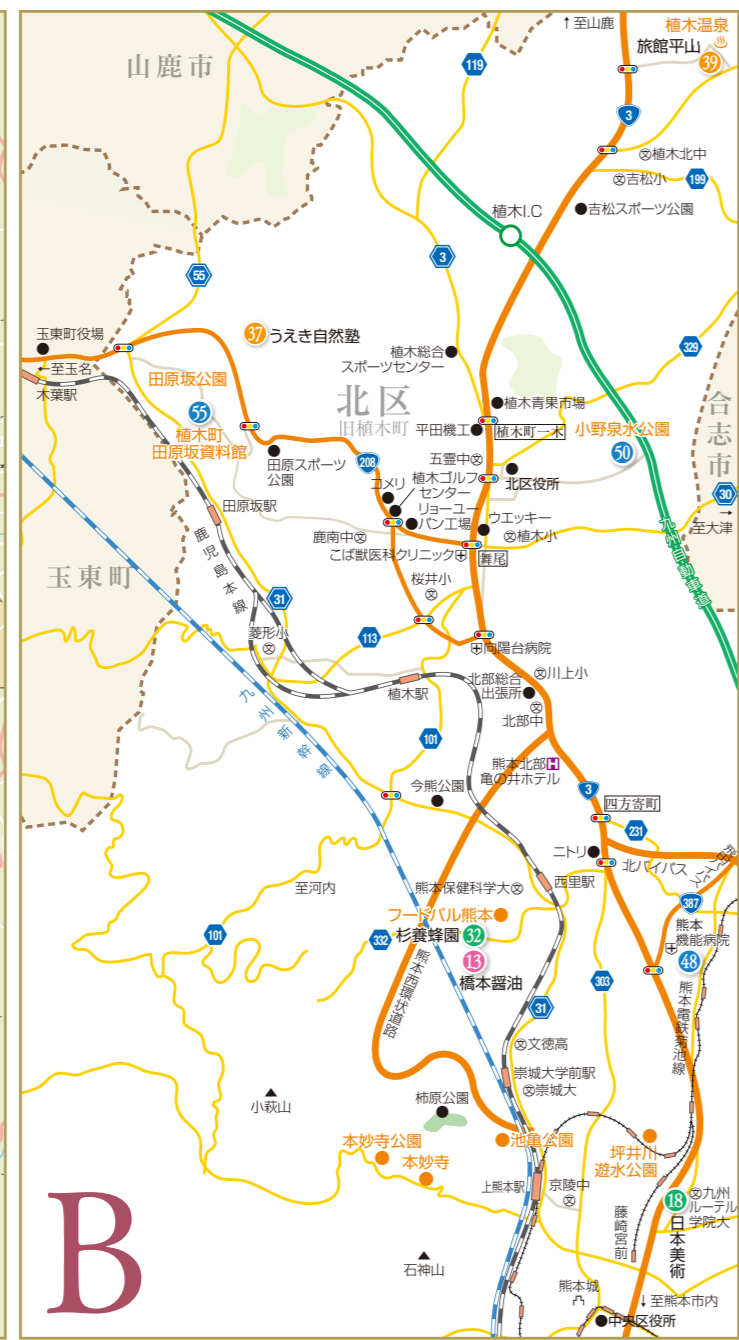 ↑至山鹿
植木温泉
旅館平山
39
山鹿市
119
3
植木北中
吉松小
199
植木I.C
吉松スポーツ公園
55
3
玉東町役場
37 うえき自然塾
植木総合
スポーツセンター
329
←至玉名
木葉駅
田原坂公園
55
植木町
田原坂資料館
北区
旧植木町
植木青果市場
平田機工
植木町一木
小野泉水公園
50
合志市
五霊中
北区役所
田原スポーツ
公園
208
コメリ
植木ゴルフ
センター
リョーユー
パン工場
ウエッキー
植木小
30
→
至大津
九州自動車道
田原坂駅
鹿南中
こば獣医科クリニック
舞尾
鹿児島本線
玉東町
31
桜井小
菱形小
113
向陽台病院
川上小
北部総合
出張所
植木駅
北部中
九州新幹線
101
熊本北部
亀の井ホテル
H
3
今熊公園
四方寄町
231
ニトリ
北バイパス
飛田バイパス
至河内
熊本保健科学大
西里駅
387
フードパル熊本
101
332
杉養蜂園 32
13
橋本醤油
熊本
機能病院
48
熊本西環状道路
303
31
熊本電鉄菊池線
文徳高
崇城大学前駅
崇城大
小萩山
柿原公園
本妙寺公園
本妙寺
池亀公園
坪井川
遊水公園
上熊本駅
京陵中
18
日本美術
九州
ルーテル
学院大
藤崎宮前
石神山
熊本城
↓至熊本市内
中央区役所
B